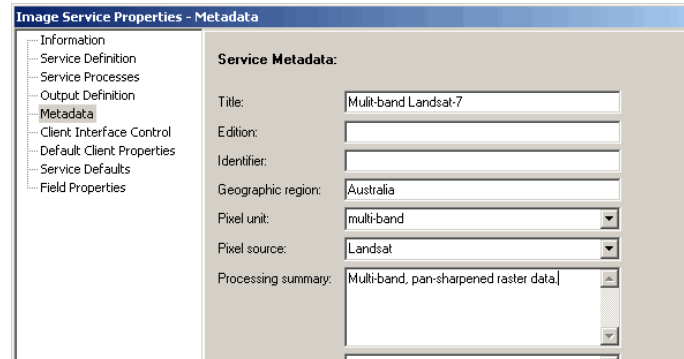 Image Service Properties - Metadata
Information
Service Definition
Service Processes
Output Definition
Metadata
Client Interface Control
Default Client Properties
Service Defaults
Field Properties
Service Metadata:
Title: Mulit-band Landsat-7
Edition:
Identifier:
Geographic region: Australia
Pixel unit: multi-band
Pixel source: Landsat
Processing summary: Multi-band, pan-sharpened raster data.